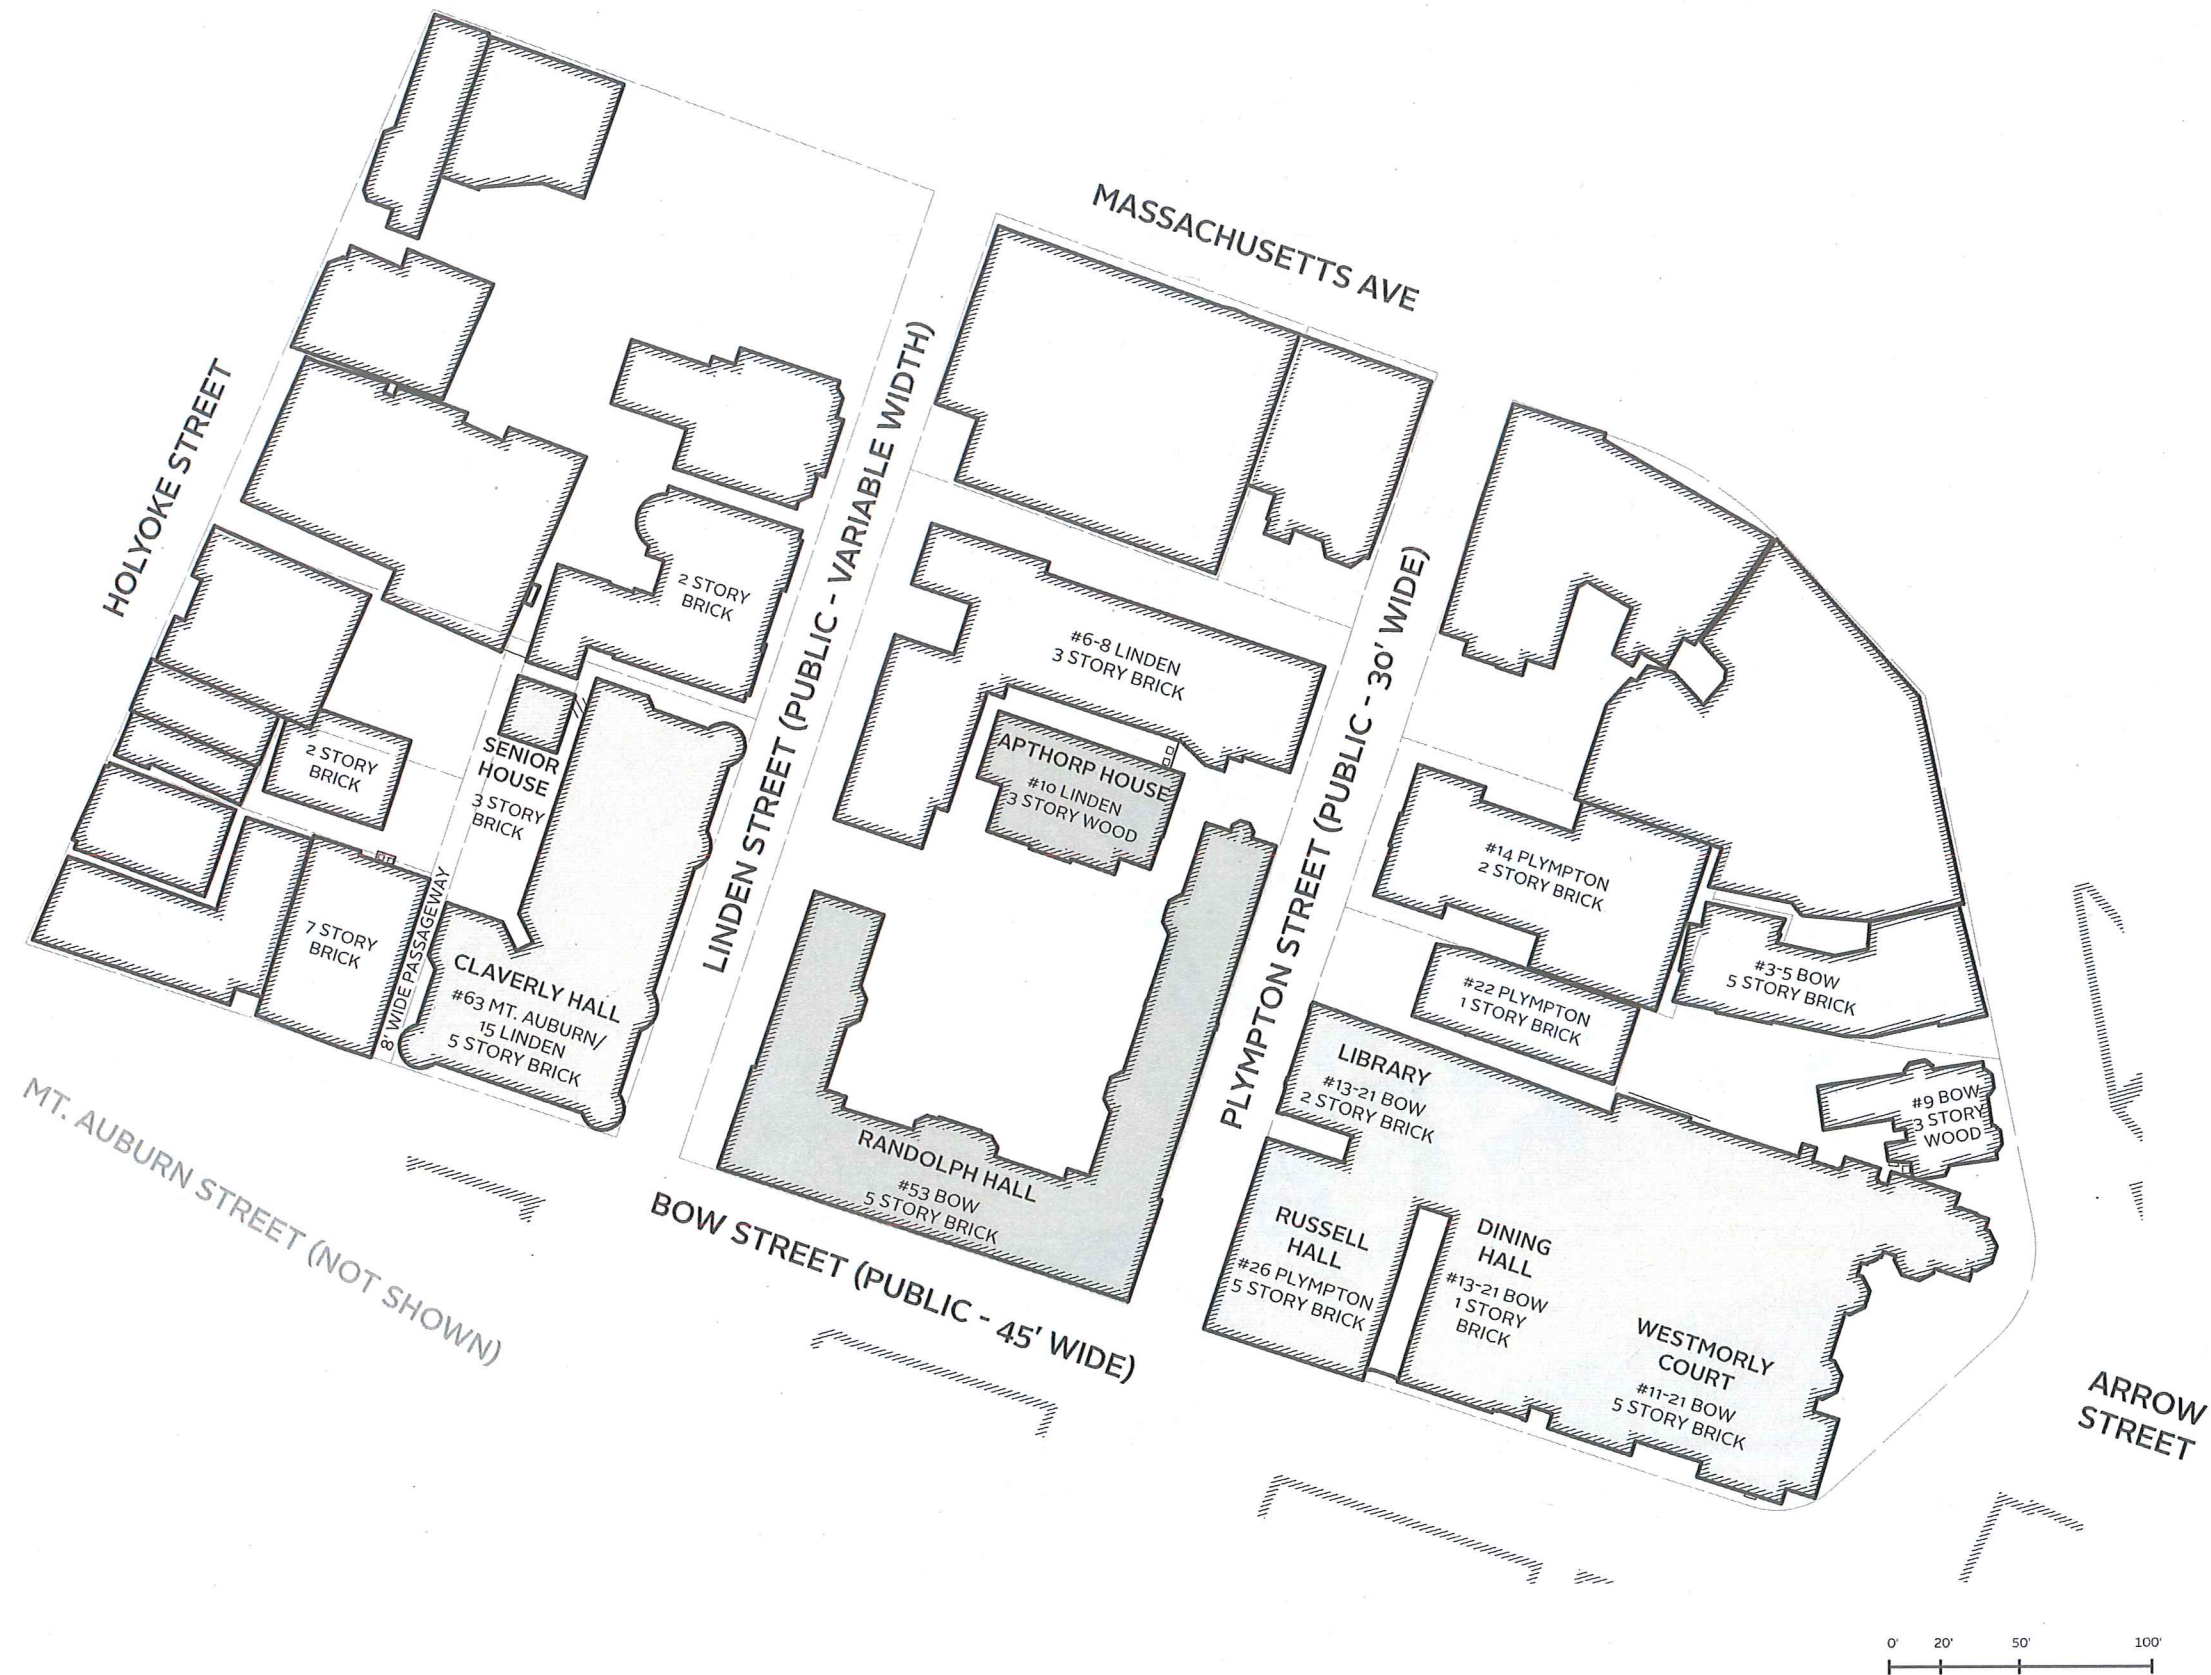 MASSACHUSETTS AVE
HOLYOKE STREET
LINDEN STREET (PUBLIC - VARIABLE WIDTH)
PLYMPTON STREET (PUBLIC - 30' WIDE)
2 STORY
BRICK
#6-8 LINDEN
3 STORY BRICK
APTHORP HOUSE
#10 LINDEN
3 STORY WOOD
2 STORY
BRICK
SENIOR
HOUSE
3 STORY
BRICK
7 STORY
BRICK
8' WIDE PASSAGEWAY
CLAVERLY HALL
#63 MT. AUBURN/
15 LINDEN
5 STORY BRICK
#14 PLYMPTON
2 STORY BRICK
#3-5 BOW
5 STORY BRICK
#22 PLYMPTON
1 STORY BRICK
LIBRARY
#13-21 BOW
2 STORY BRICK
#9 BOW
3 STORY
WOOD
RANDOLPH HALL
#53 BOW
5 STORY BRICK
RUSSELL
HALL
#26 PLYMPTON
5 STORY BRICK
DINING
HALL
#13-21 BOW
1 STORY
BRICK
WESTMORLY
COURT
#11-21 BOW
5 STORY BRICK
MT. AUBURN STREET (NOT SHOWN)
BOW STREET (PUBLIC - 45' WIDE)
ARROW
STREET
0' 20' 50' 100'